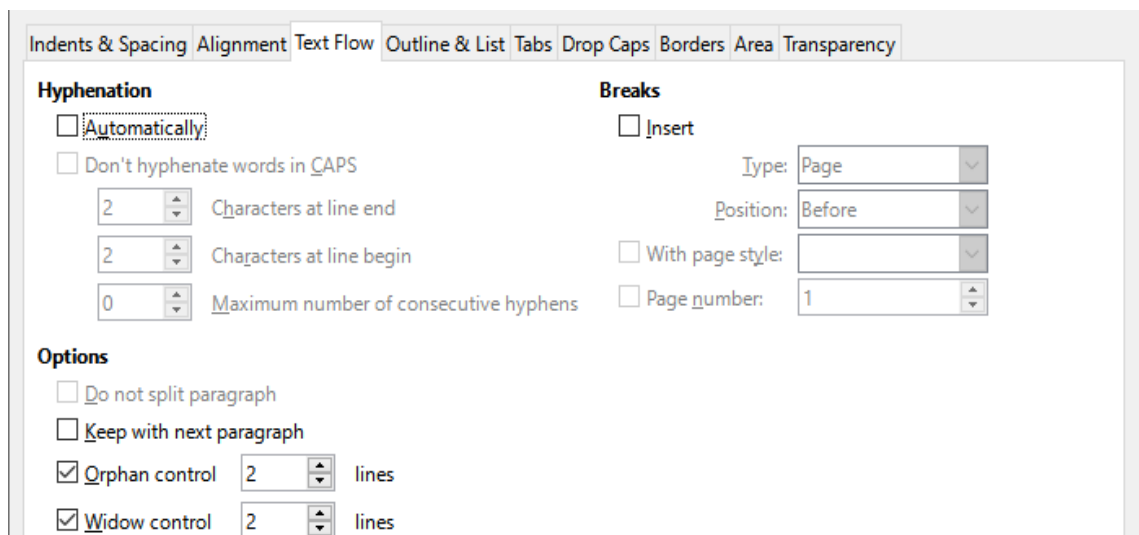 Indents & Spacing Alignment Text Flow Outline & List Tabs Drop Caps Borders Area Transparency
Hyphenation
Automatically
Don't hyphenate words in CAPS
2 Characters at line end
2 Characters at line begin
0 Maximum number of consecutive hyphens
Breaks
Insert
Type: Page
Position: Before
With page style:
Page number: 1
Options
Do not split paragraph
Keep with next paragraph
Orphan control 2 lines
Widow control 2 lines